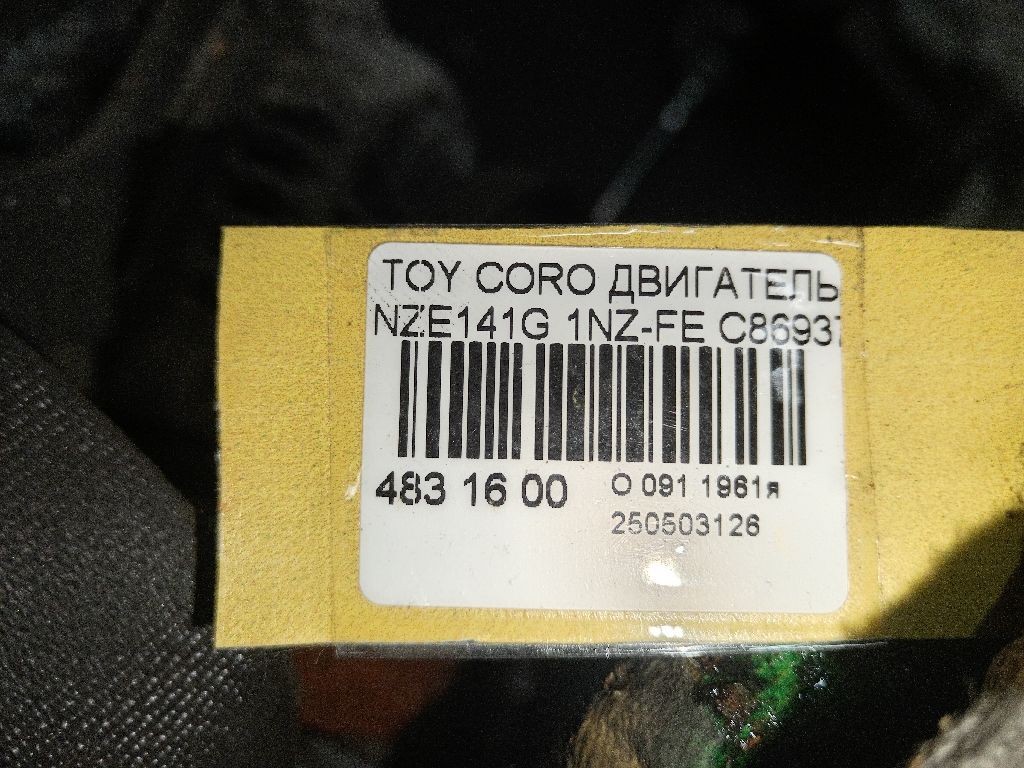 TOY CORO ДВИГАТЕЛЬ
NZE141G 1NZ-FE C86937
483 16 00
О 091 1961я
250503126